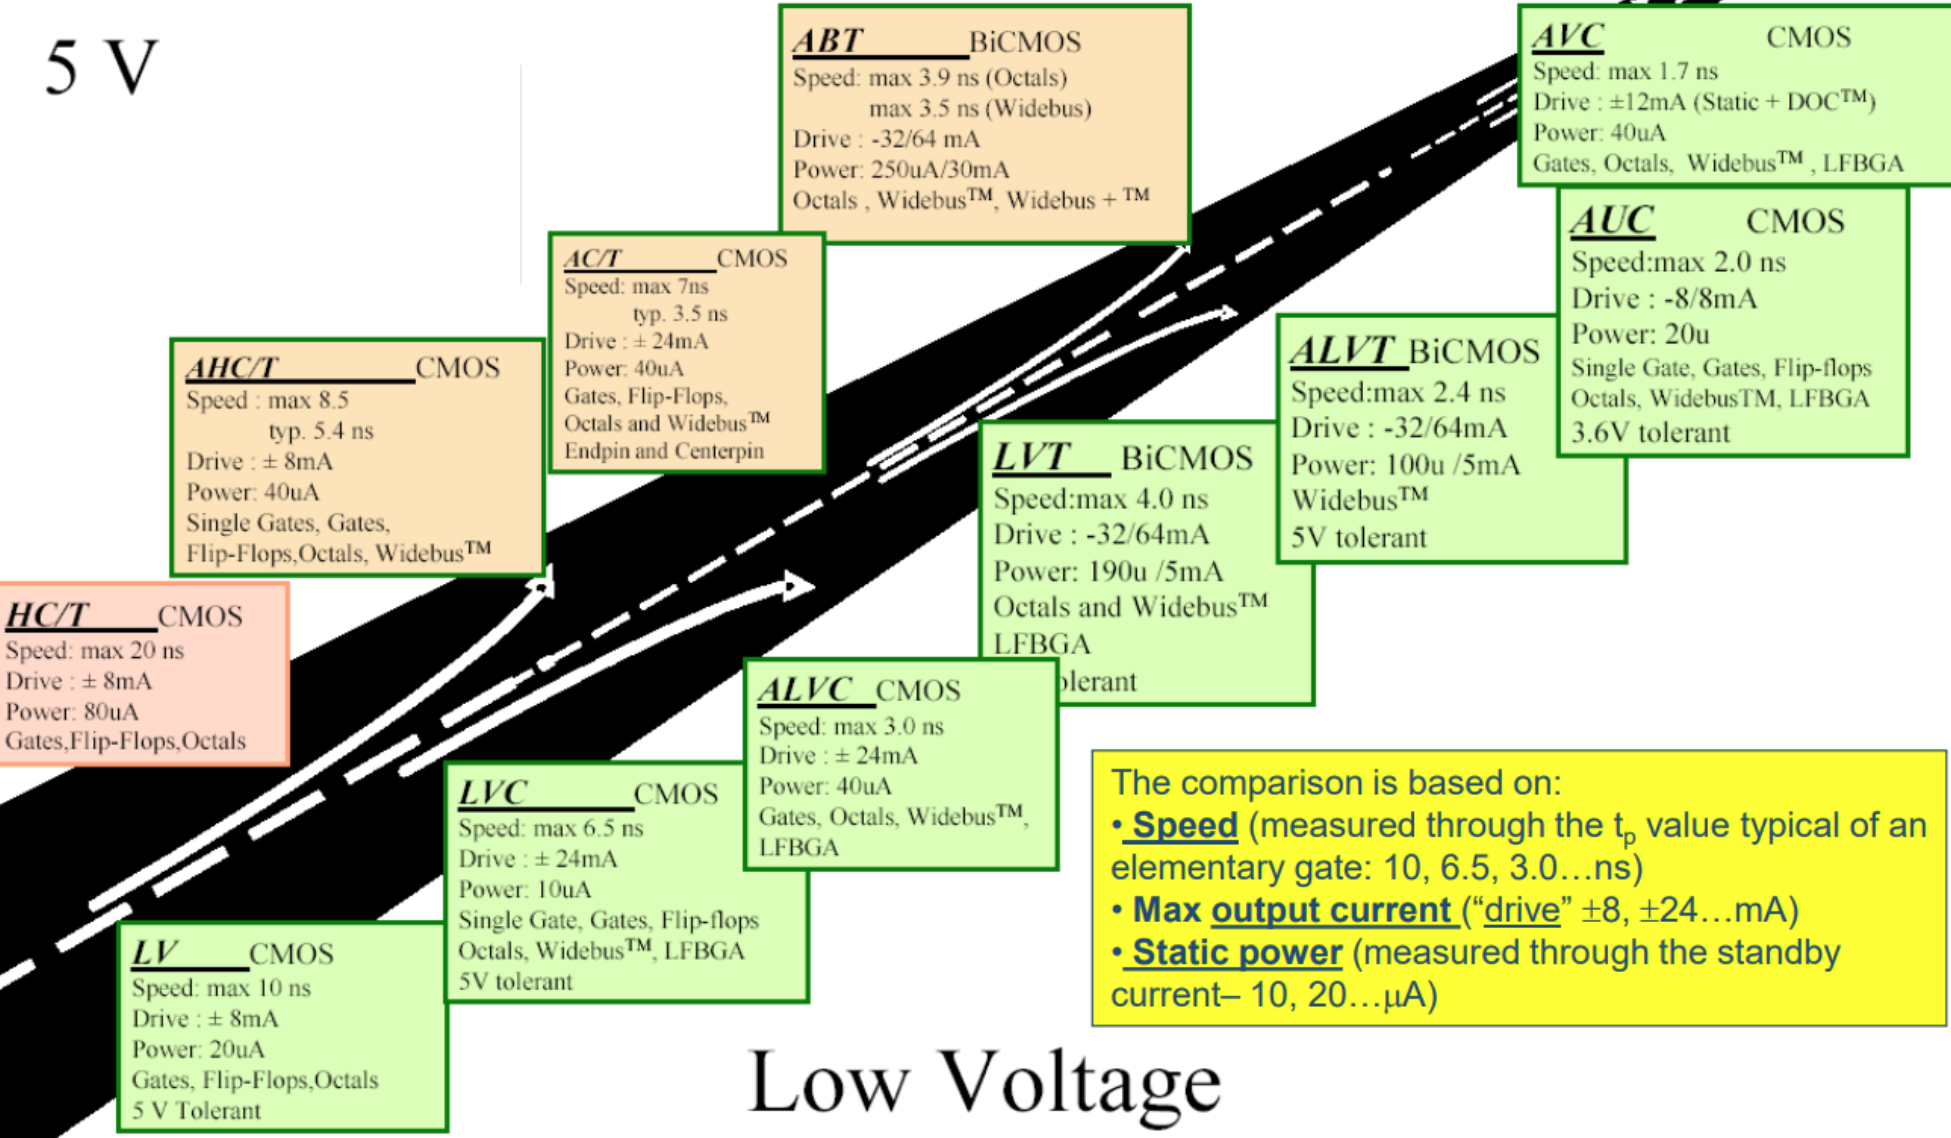 5 V
ABT BiCMOS
Speed: max 3.9 ns (Octals)
max 3.5 ns (Widebus)
Drive : -32/64 mA
Power: 250uA/30mA
Octals , Widebus™, Widebus + ™
AVC CMOS
Speed: max 1.7 ns
Drive : ±12mA (Static + DOC™)
Power: 40uA
Gates, Octals, Widebus™ , LFBGA
AUC CMOS
Speed:max 2.0 ns
Drive : -8/8mA
Power: 20u
Single Gate, Gates, Flip-flops
Octals, WidebusTM, LFBGA
3.6V tolerant
AC/T CMOS
Speed: max 7ns
typ. 3.5 ns
Drive : ± 24mA
Power: 40uA
Gates, Flip-Flops,
Octals and Widebus™
Endpin and Centerpin
AHC/T CMOS
Speed : max 8.5
typ. 5.4 ns
Drive : ± 8mA
Power: 40uA
Single Gates, Gates,
Flip-Flops,Octals, Widebus™
ALVT BiCMOS
Speed:max 2.4 ns
Drive : -32/64mA
Power: 100u /5mA
Widebus™
5V tolerant
LVT BiCMOS
Speed:max 4.0 ns
Drive : -32/64mA
Power: 190u /5mA
Octals and Widebus™
LFBGA
olerant
HC/T CMOS
Speed: max 20 ns
Drive : ± 8mA
Power: 80uA
Gates,Flip-Flops,Octals
ALVC CMOS
Speed: max 3.0 ns
Drive : ± 24mA
Power: 40uA
Gates, Octals, Widebus™,
LFBGA
LVC CMOS
Speed: max 6.5 ns
Drive : ± 24mA
Power: 10uA
Single Gate, Gates, Flip-flops
Octals, Widebus™, LFBGA
5V tolerant
LV CMOS
Speed: max 10 ns
Drive : ± 8mA
Power: 20uA
Gates, Flip-Flops,Octals
5 V Tolerant
The comparison is based on:
• Speed (measured through the tp value typical of an
elementary gate: 10, 6.5, 3.0…ns)
• Max output current (“drive” ±8, ±24…mA)
• Static power (measured through the standby
current– 10, 20…μA)
Low Voltage